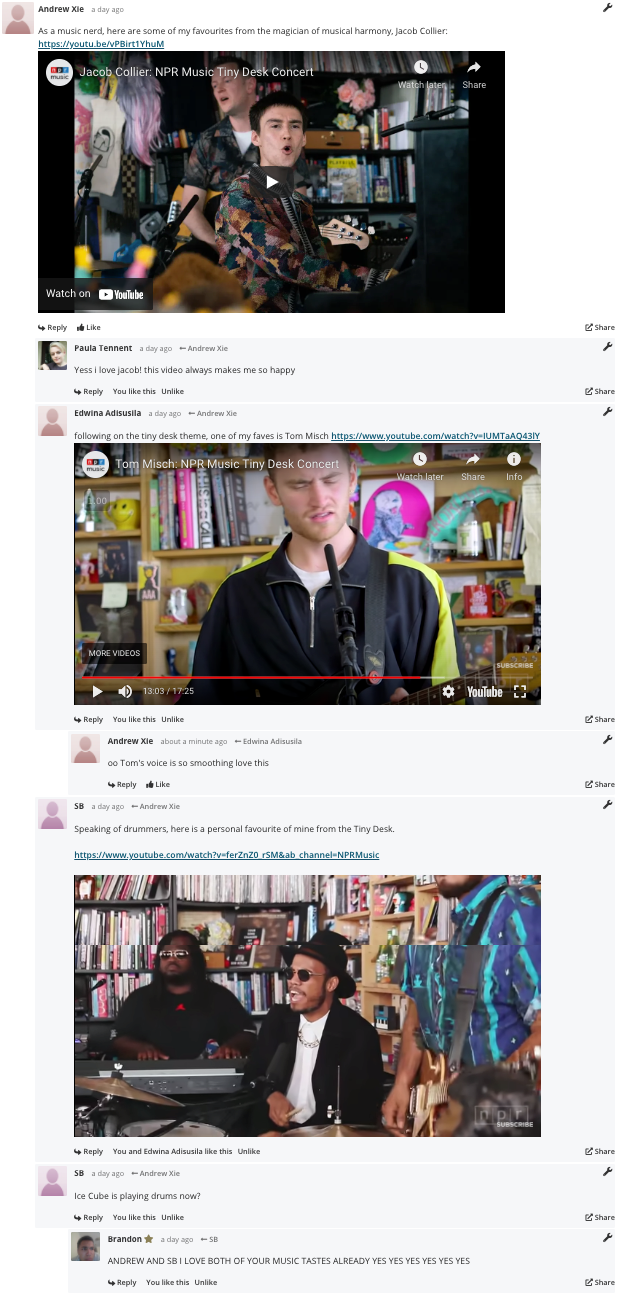 Andrew Xie a day ago
As a music nerd, here are some of my favourites from the magician of musical harmony, Jacob Collier:
https://youtu.be/vPBirt1YhuM
npr music Jacob Collier: NPR Music Tiny Desk Concert
Watch later Share
Watch on YouTube
Reply Like Share
Paula Tennent a day ago Andrew Xie
Yess i love jacob! this video always makes me so happy
Reply You like this Unlike Share
Edwina Adisusila a day ago Andrew Xie
following on the tiny desk theme, one of my faves is Tom Misch https://www.youtube.com/watch?v=IUMTaAQ43lY
npr music Tom Misch: NPR Music Tiny Desk Concert
Watch later Share Info
AAA
MORE VIDEOS
SUBSCRIBE
13:03 / 17:25 YouTube
Reply You like this Unlike Share
Andrew Xie about a minute ago Edwina Adisusila
oo Tom's voice is so smoothing love this
Reply Like Share
SB a day ago Andrew Xie
Speaking of drummers, here is a personal favourite of mine from the Tiny Desk.
https://www.youtube.com/watch?v=ferZnZ0_rSM&ab_channel=NPRMusic
npr
SUBSCRIBE
Reply You and Edwina Adisusila like this Unlike Share
SB a day ago Andrew Xie
Ice Cube is playing drums now?
Reply You like this Unlike Share
Brandon a day ago SB
ANDREW AND SB I LOVE BOTH OF YOUR MUSIC TASTES ALREADY YES YES YES YES YES YES
Reply You like this Unlike Share